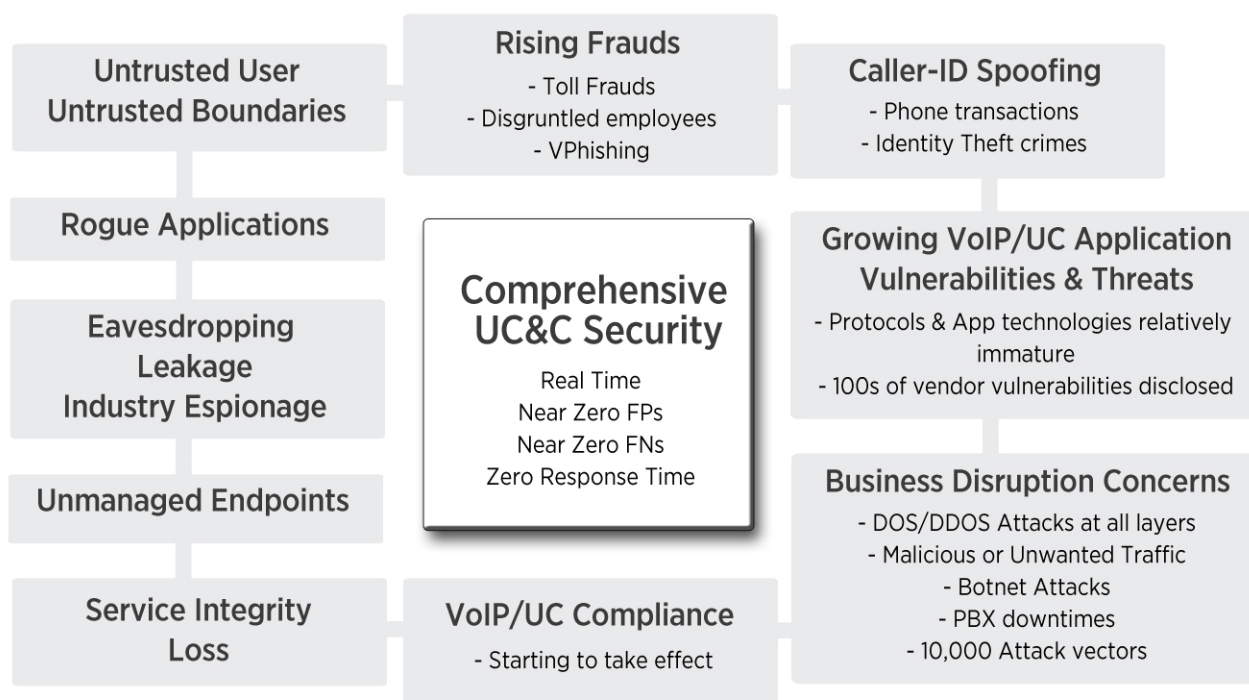 Untrusted User
Untrusted Boundaries
Rising Frauds
- Toll Frauds
- Disgruntled employees
- VPhishing
Caller-ID Spoofing
- Phone transactions
- Identity Theft crimes
Rogue Applications
Growing VoIP/UC Application
Vulnerabilities & Threats
- Protocols & App technologies relatively
immature
- 100s of vendor vulnerabilities disclosed
Comprehensive
UC&C Security
Real Time
Near Zero FPs
Near Zero FNs
Zero Response Time
Eavesdropping
Leakage
Industry Espionage
Unmanaged Endpoints
Business Disruption Concerns
- DOS/DDOS Attacks at all layers
- Malicious or Unwanted Traffic
- Botnet Attacks
- PBX downtimes
- 10,000 Attack vectors
Service Integrity
Loss
VoIP/UC Compliance
- Starting to take effect